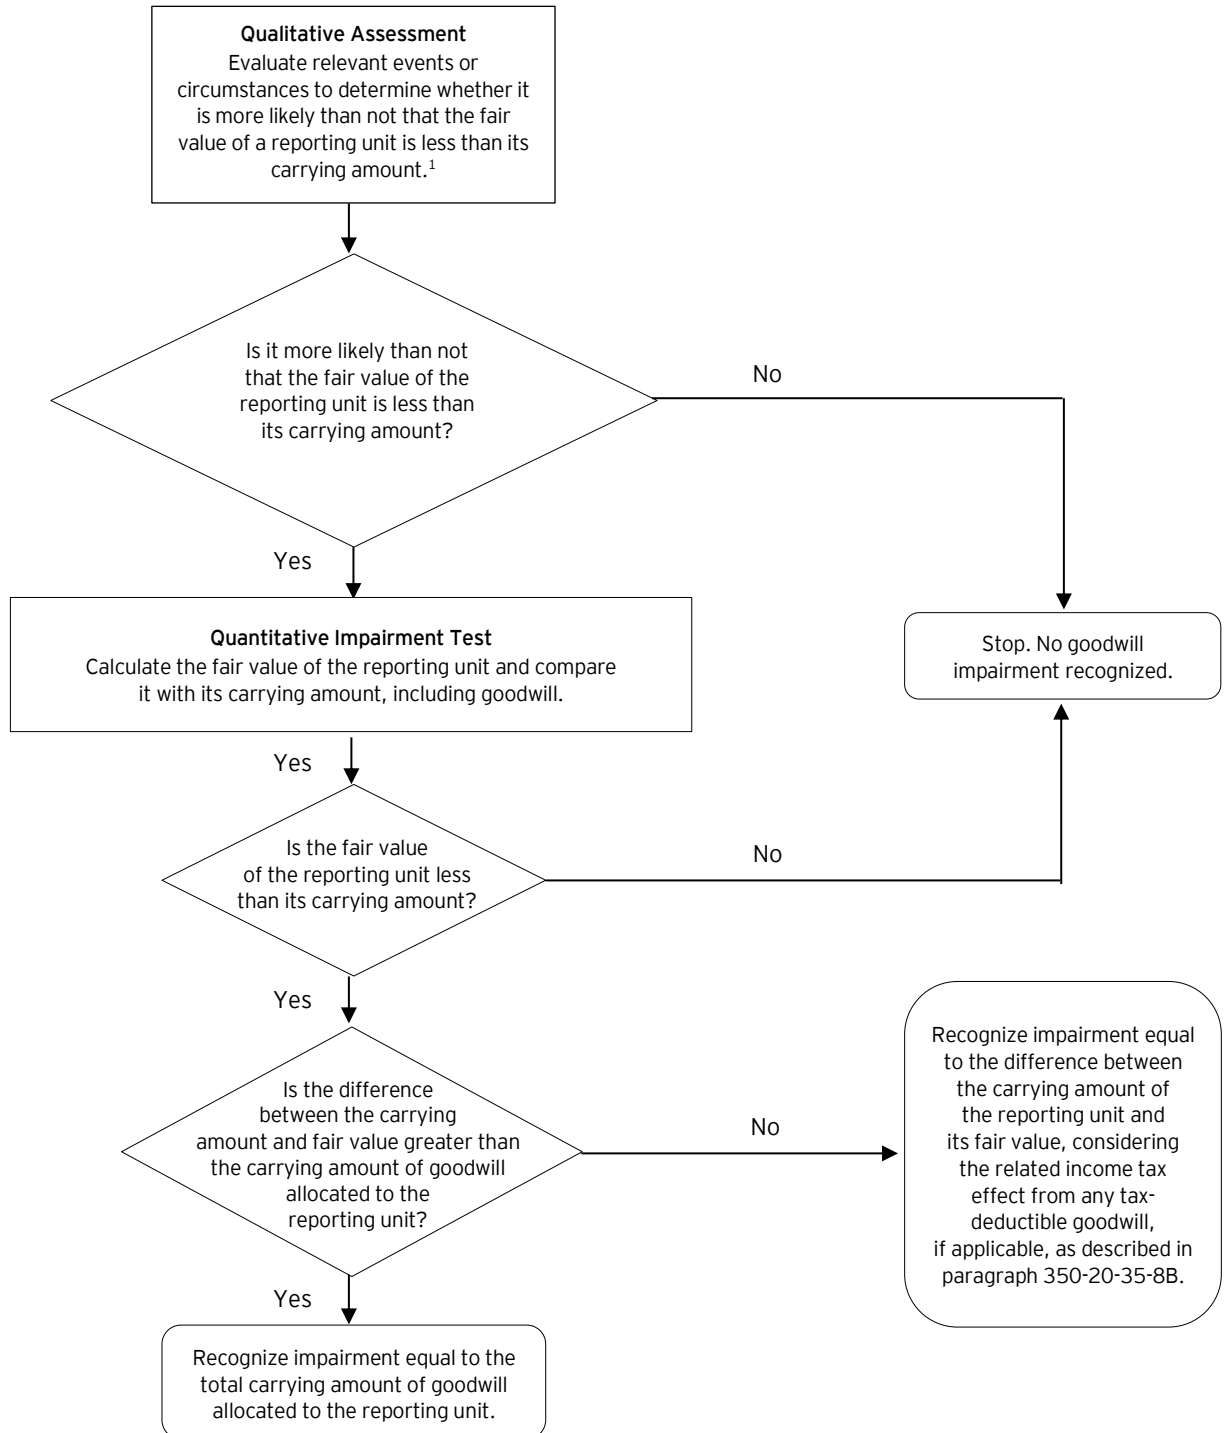 Qualitative Assessment
Evaluate relevant events or
circumstances to determine whether it
is more likely than not that the fair
value of a reporting unit is less than its
carrying amount.¹
Is it more likely than not
that the fair value of the
reporting unit is less than
its carrying amount?
No
Yes
Quantitative Impairment Test
Calculate the fair value of the reporting unit and compare
it with its carrying amount, including goodwill.
Stop. No goodwill
impairment recognized.
Yes
Is the fair value
of the reporting unit less
than its carrying amount?
No
Yes
Is the difference
between the carrying
amount and fair value greater than
the carrying amount of goodwill
allocated to the
reporting unit?
No
Recognize impairment equal
to the difference between
the carrying amount of
the reporting unit and
its fair value, considering
the related income tax
effect from any tax-
deductible goodwill,
if applicable, as described in
paragraph 350-20-35-8B.
Yes
Recognize impairment equal to the
total carrying amount of goodwill
allocated to the reporting unit.